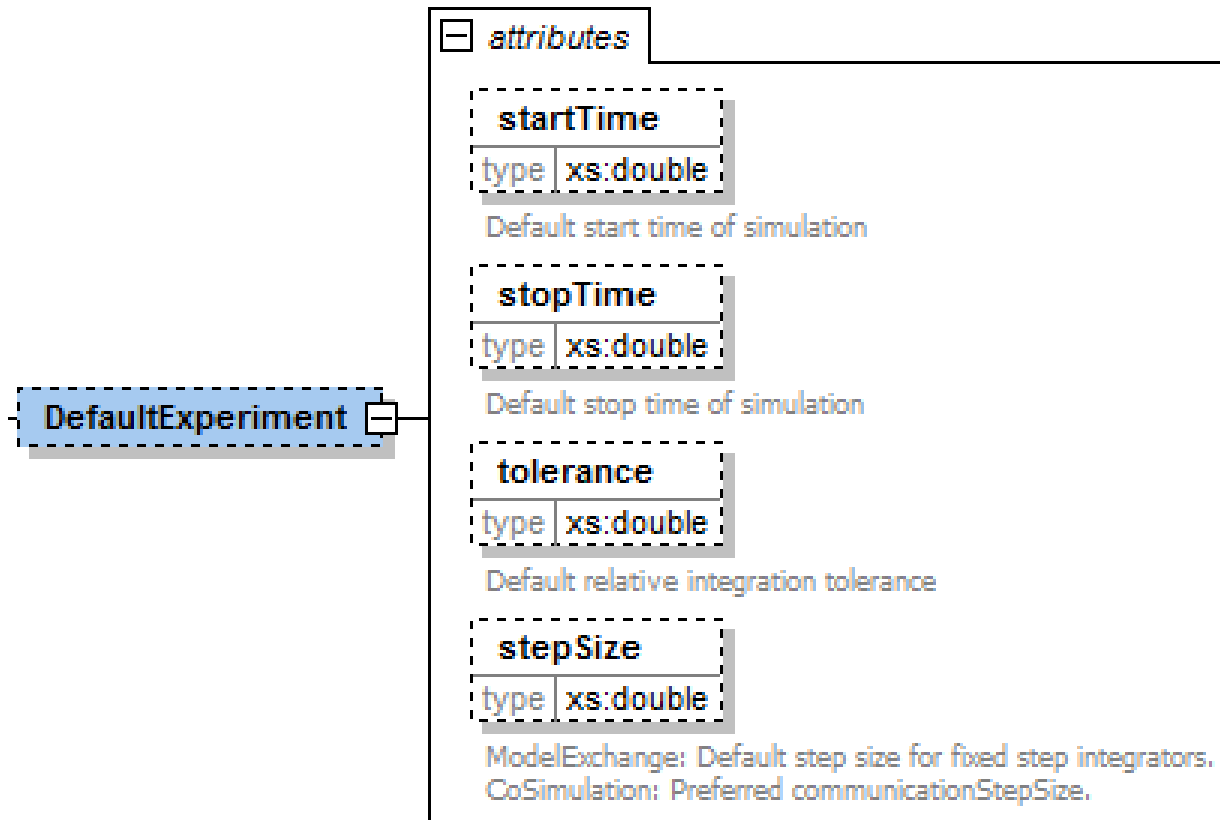 attributes
startTime
type xs:double
Default start time of simulation
stopTime
type xs:double
Default stop time of simulation
DefaultExperiment
tolerance
type xs:double
Default relative integration tolerance
stepSize
type xs:double
ModelExchange: Default step size for fixed step integrators.
CoSimulation: Preferred communicationStepSize.